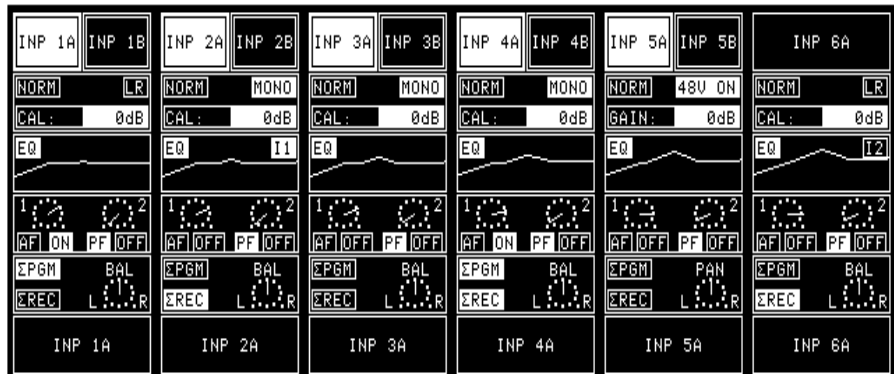 INP 1A INP 1B INP 2A INP 2B INP 3A INP 3B INP 4A INP 4B INP 5A INP 5B INP 6A
NORM LR NORM MONO NORM MONO NORM MONO NORM 48V ON NORM LR
CAL: 0dB CAL: 0dB CAL: 0dB CAL: 0dB GAIN: 0dB CAL: 0dB
EQ EQ I1 EQ EQ EQ EQ I2
1 2 1 2 1 2 1 2 1 2 1 2
AF ON PF OFF AF OFF PF OFF AF OFF PF OFF AF ON PF OFF AF OFF PF OFF AF OFF PF OFF
ΣPGM BAL ΣPGM BAL ΣPGM BAL ΣPGM BAL ΣPGM PAN ΣPGM BAL
ΣREC L R ΣREC L R ΣREC L R ΣREC L R ΣREC L R ΣREC L R
INP 1A INP 2A INP 3A INP 4A INP 5A INP 6A